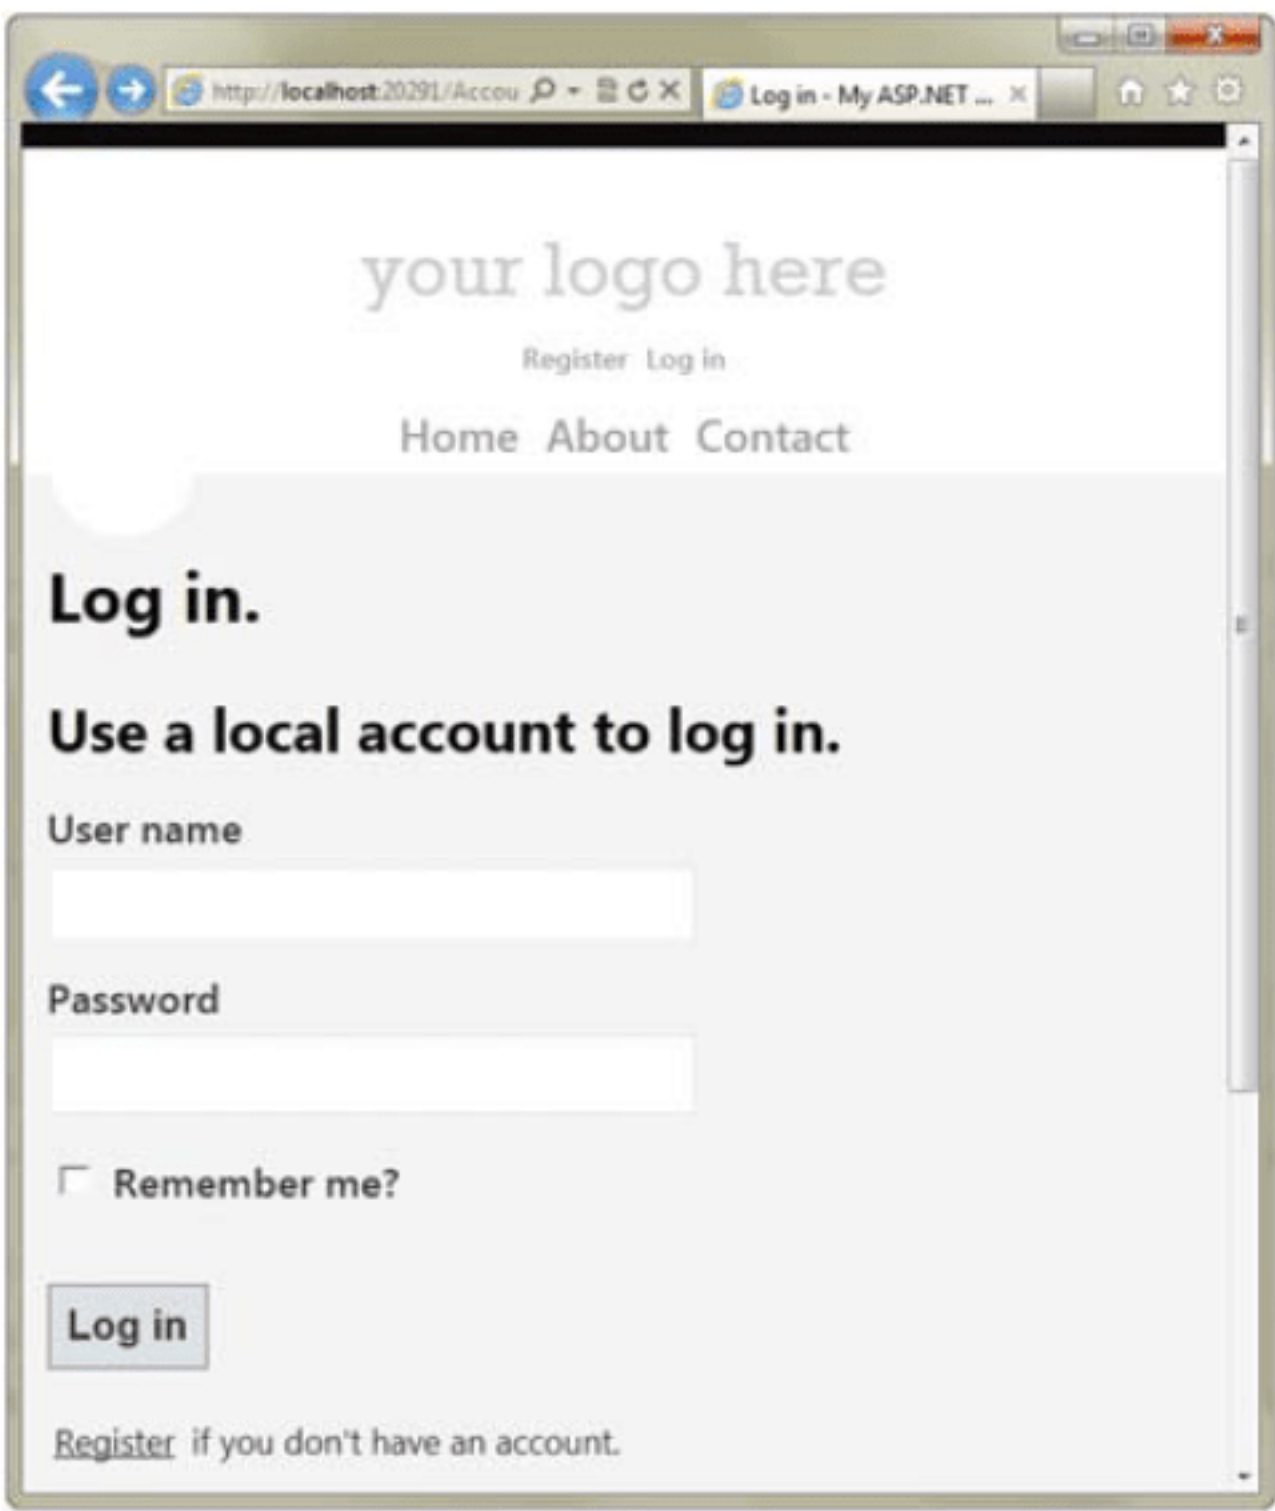 http://localhost:20291/Accou
Log in - My ASP.NET ...
your logo here
Register Log in
Home About Contact
Log in.
Use a local account to log in.
User name
Password
Remember me?
Log in
Register if you don't have an account.